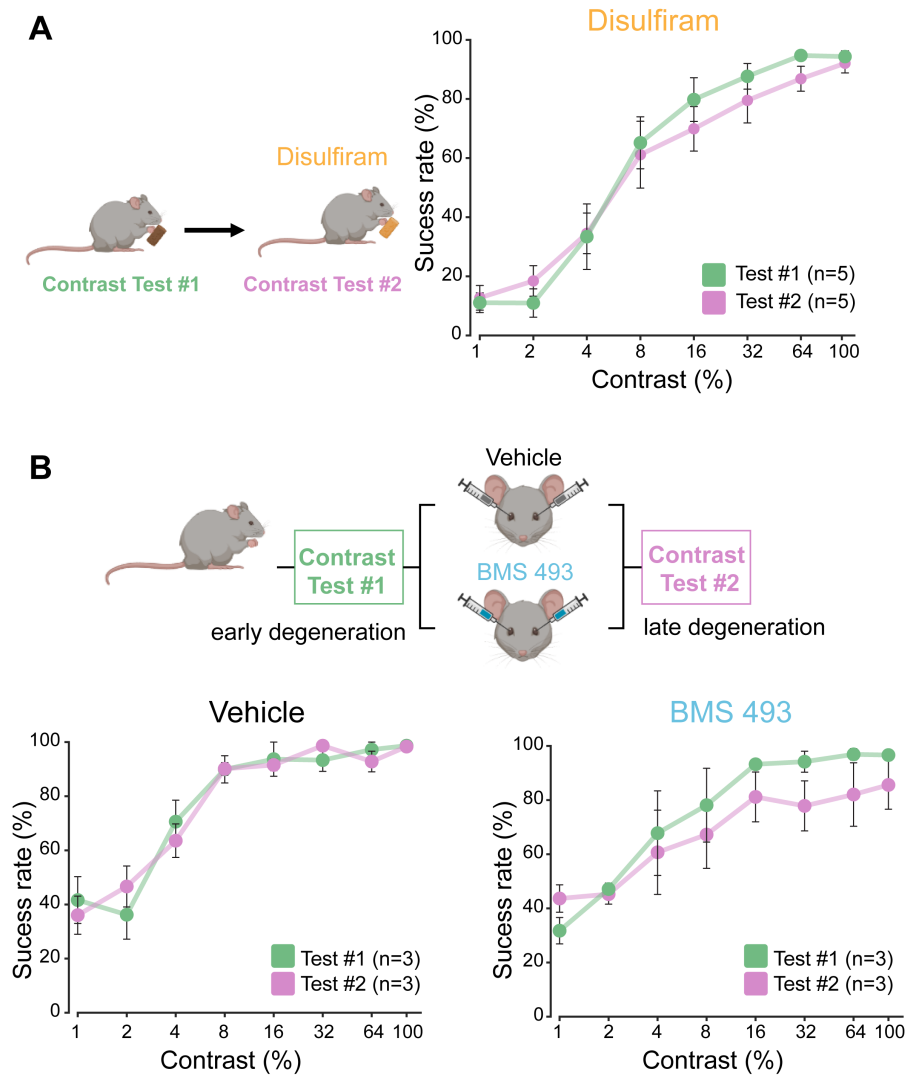 A
Disulfiram
Disulfiram
Contrast Test #1
Contrast Test #2
Sucess rate (%)
100
80
60
40
20
0
Test #1 (n=5)
Test #2 (n=5)
1 2 4 8 16 32 64 100
Contrast (%)
B
Vehicle
Contrast
Test #1
BMS 493
Contrast
Test #2
early degeneration
late degeneration
Vehicle
Sucess rate (%)
100
80
60
40
20
0
Test #1 (n=3)
Test #2 (n=3)
1 2 4 8 16 32 64 100
Contrast (%)
BMS 493
Sucess rate (%)
100
80
60
40
20
0
Test #1 (n=3)
Test #2 (n=3)
1 2 4 8 16 32 64 100
Contrast (%)